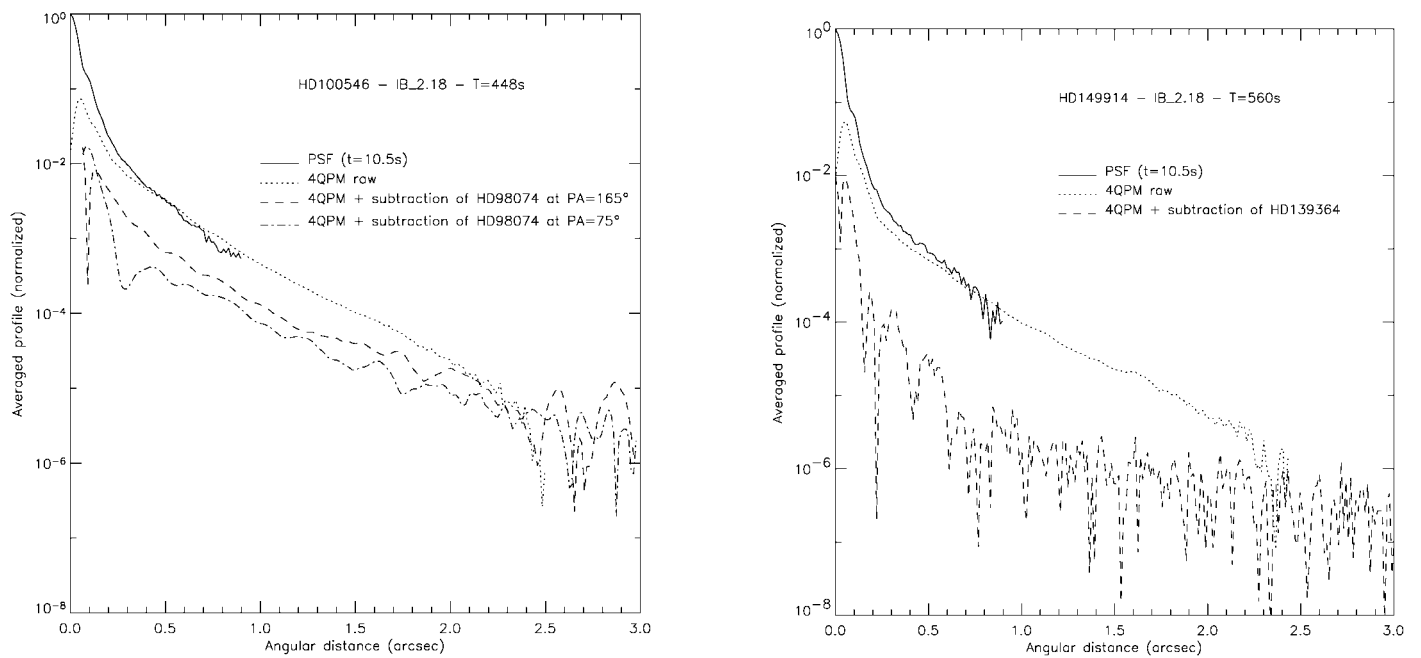 HD100546 – IB_2.18 – T=448s
PSF (t=10.5s)
4QPM raw
4QPM + subtraction of HD98074 at PA=165°
4QPM + subtraction of HD98074 at PA=75°
Averaged profile (normalized)
10⁰
10⁻²
10⁻⁴
10⁻⁶
10⁻⁸
0.0 0.5 1.0 1.5 2.0 2.5 3.0
Angular distance (arcsec)
HD149914 – IB_2.18 – T=560s
PSF (t=10.5s)
4QPM raw
4QPM + subtraction of HD139364
Averaged profile (normalized)
10⁰
10⁻²
10⁻⁴
10⁻⁶
10⁻⁸
0.0 0.5 1.0 1.5 2.0 2.5 3.0
Angular distance (arcsec)